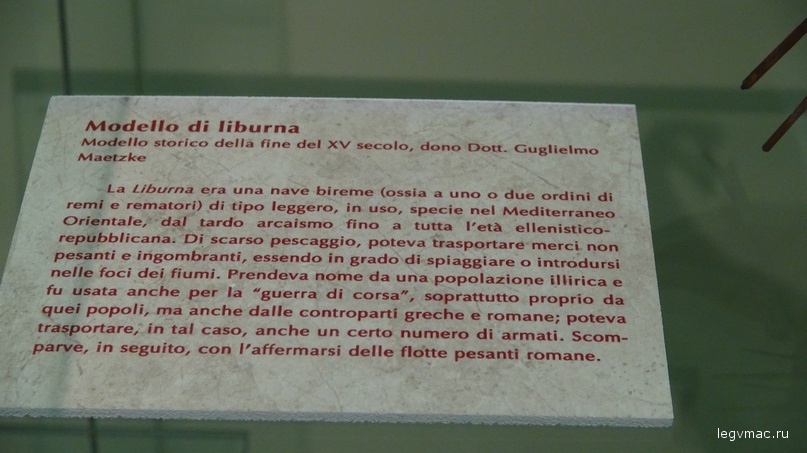 Modello di liburna
Modello storico della fine del XV secolo, dono Dott. Guglielmo
Maetzke
La Liburna era una nave bireme (ossia a uno o due ordini di
remi e rematori) di tipo leggero, in uso, specie nel Mediterraneo
Orientale, dal tardo arcaismo fino a tutta l'età ellenistico-
repubblicana. Di scarso pescaggio, poteva trasportare merci non
pesanti e ingombranti, essendo in grado di spiaggiare o introdursi
nelle foci dei fiumi. Prendeva nome da una popolazione illirica e
fu usata anche per la "guerra di corsa", soprattutto proprio da
quei popoli, ma anche dalle controparti greche e romane; poteva
trasportare, in tal caso, anche un certo numero di armati. Scom-
parve, in seguito, con l'affermarsi delle flotte pesanti romane.
legvmac.ru